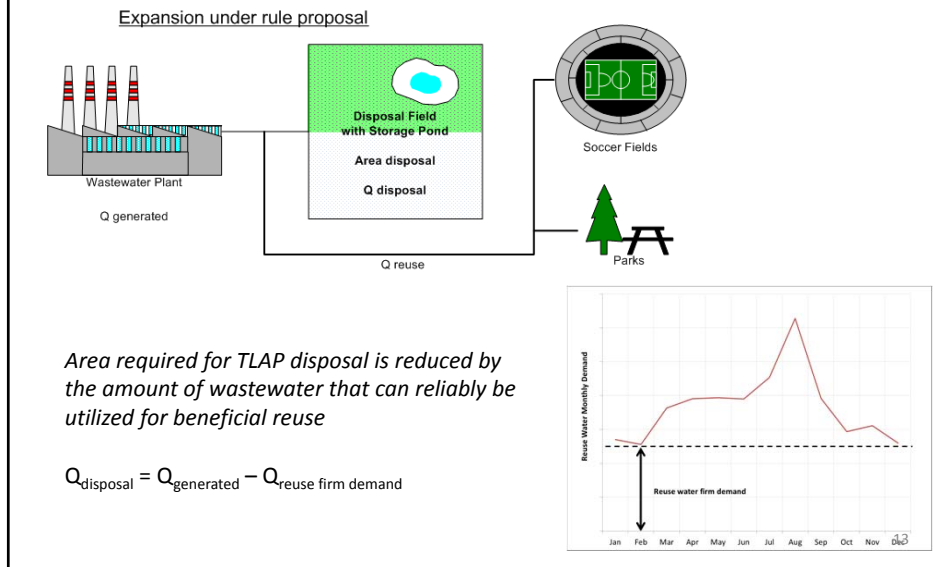 Expansion under rule proposal
Disposal Field
with Storage Pond
Area disposal
Q disposal
Wastewater Plant
Q generated
Soccer Fields
Parks
Q reuse
Area required for TLAP disposal is reduced by
the amount of wastewater that can reliably be
utilized for beneficial reuse
Qdisposal = Qgenerated – Qreuse firm demand
Reuse Water Monthly Demand
Reuse water firm demand
Jan Feb Mar Apr May Jun Jul Aug Sep Oct Nov Dec
13